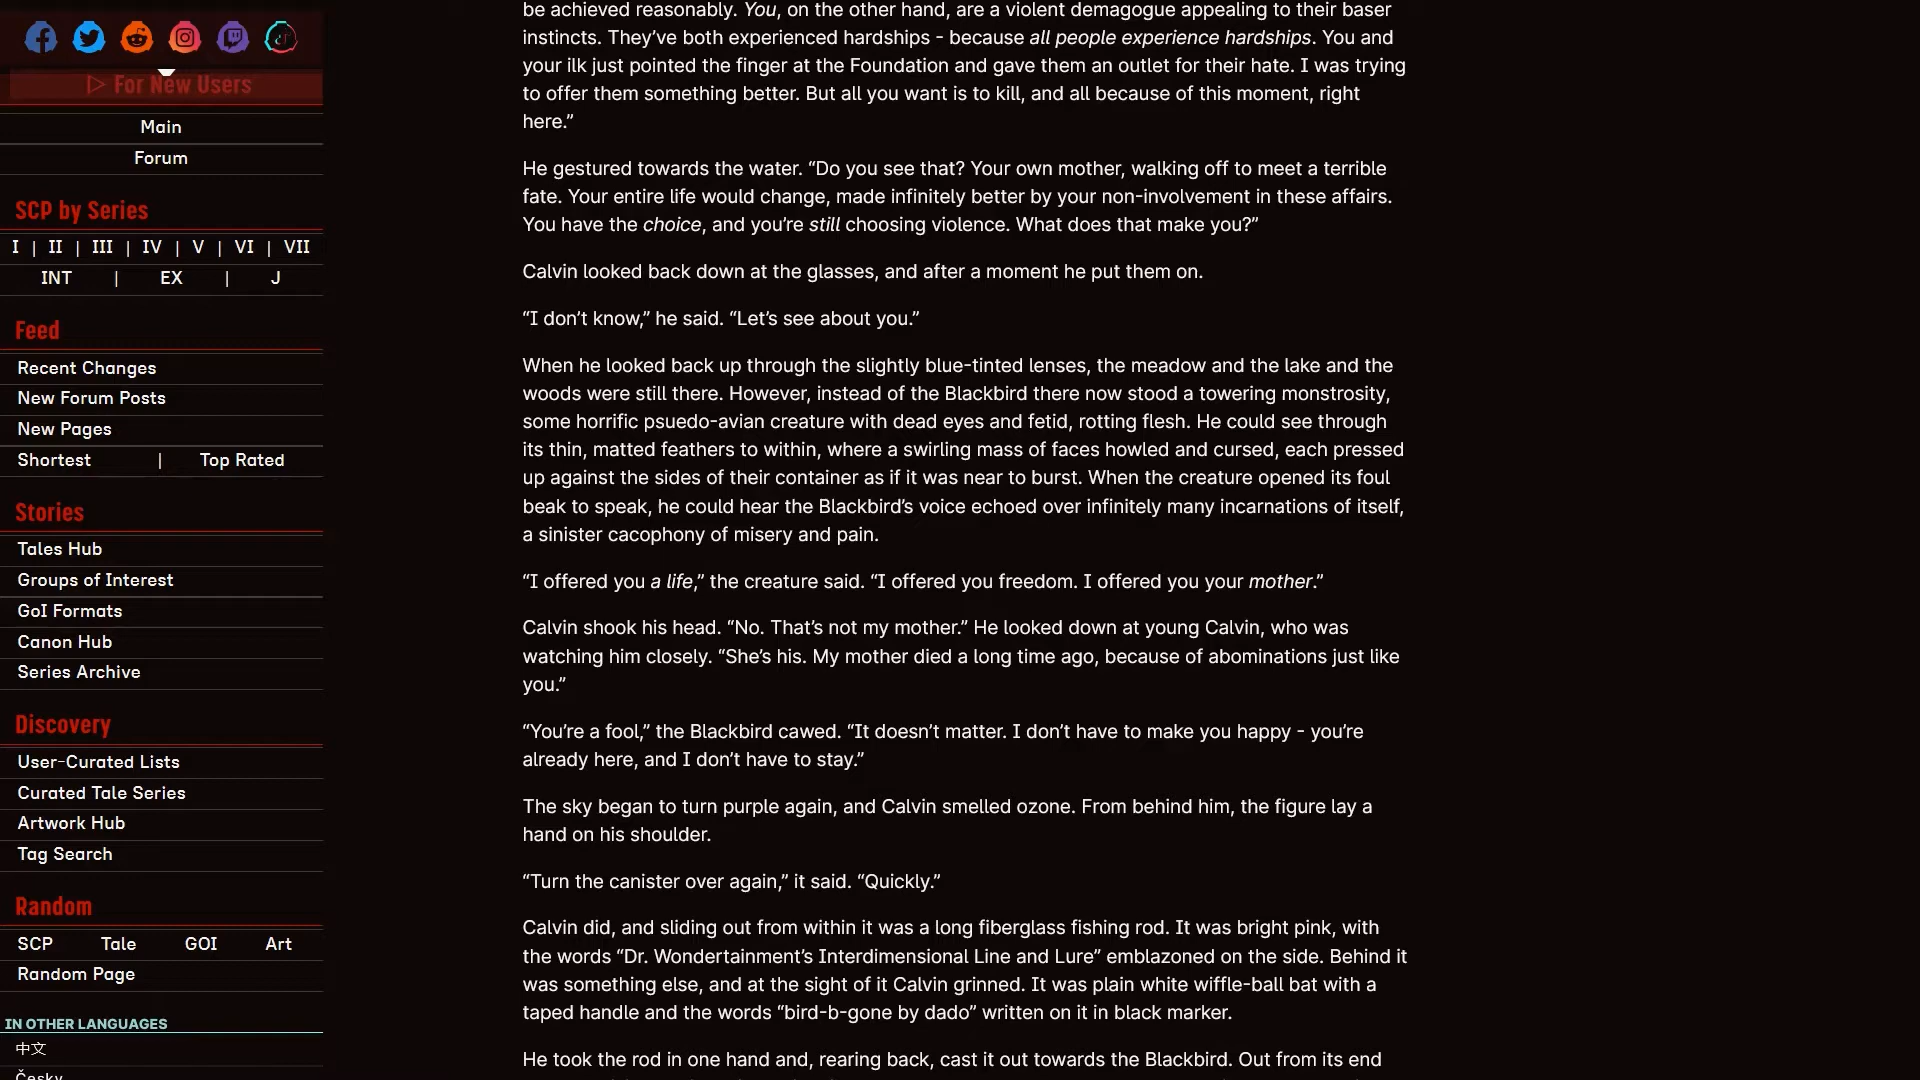 ▷ For New Users
Main
Forum
SCP by Series
I | II | III | IV | V | VI | VII
INT | EX | J
Feed
Recent Changes
New Forum Posts
New Pages
Shortest | Top Rated
Stories
Tales Hub
Groups of Interest
GoI Formats
Canon Hub
Series Archive
Discovery
User-Curated Lists
Curated Tale Series
Artwork Hub
Tag Search
Random
SCP Tale GOI Art
Random Page
IN OTHER LANGUAGES
中文
Česky
be achieved reasonably. You, on the other hand, are a violent demagogue appealing to their baser
instincts. They’ve both experienced hardships - because all people experience hardships. You and
your ilk just pointed the finger at the Foundation and gave them an outlet for their hate. I was trying
to offer them something better. But all you want is to kill, and all because of this moment, right
here.”
He gestured towards the water. “Do you see that? Your own mother, walking off to meet a terrible
fate. Your entire life would change, made infinitely better by your non-involvement in these affairs.
You have the choice, and you’re still choosing violence. What does that make you?”
Calvin looked back down at the glasses, and after a moment he put them on.
“I don’t know,” he said. “Let’s see about you.”
When he looked back up through the slightly blue-tinted lenses, the meadow and the lake and the
woods were still there. However, instead of the Blackbird there now stood a towering monstrosity,
some horrific psuedo-avian creature with dead eyes and fetid, rotting flesh. He could see through
its thin, matted feathers to within, where a swirling mass of faces howled and cursed, each pressed
up against the sides of their container as if it was near to burst. When the creature opened its foul
beak to speak, he could hear the Blackbird’s voice echoed over infinitely many incarnations of itself,
a sinister cacophony of misery and pain.
“I offered you a life,” the creature said. “I offered you freedom. I offered you your mother.”
Calvin shook his head. “No. That’s not my mother.” He looked down at young Calvin, who was
watching him closely. “She’s his. My mother died a long time ago, because of abominations just like
you.”
“You’re a fool,” the Blackbird cawed. “It doesn’t matter. I don’t have to make you happy - you’re
already here, and I don’t have to stay.”
The sky began to turn purple again, and Calvin smelled ozone. From behind him, the figure lay a
hand on his shoulder.
“Turn the canister over again,” it said. “Quickly.”
Calvin did, and sliding out from within it was a long fiberglass fishing rod. It was bright pink, with
the words “Dr. Wondertainment’s Interdimensional Line and Lure” emblazoned on the side. Behind it
was something else, and at the sight of it Calvin grinned. It was plain white wiffle-ball bat with a
taped handle and the words “bird-b-gone by dado” written on it in black marker.
He took the rod in one hand and, rearing back, cast it out towards the Blackbird. Out from its end